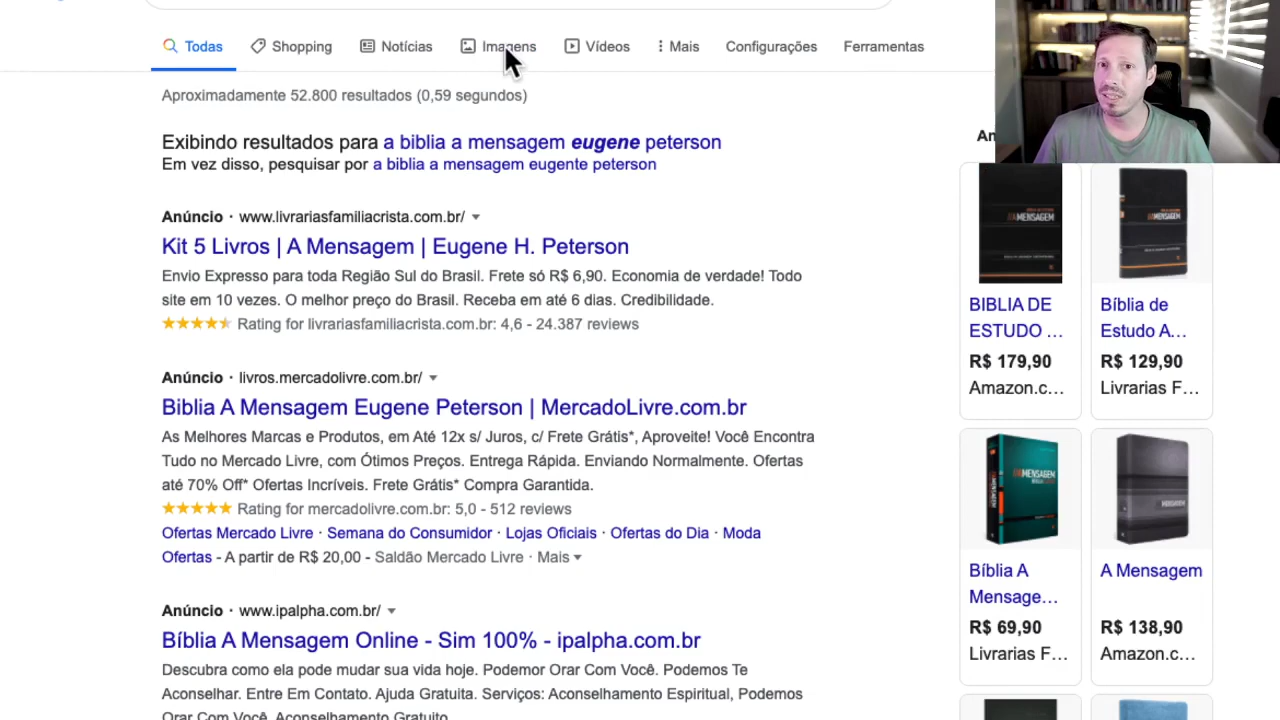 Todas
Shopping
Notícias
Imagens
Vídeos
Mais
Configurações
Ferramentas
Aproximadamente 52.800 resultados (0,59 segundos)
Exibindo resultados para a biblia a mensagem eugene peterson
Em vez disso, pesquisar por a biblia a mensagem eugente peterson
Anúncio · www.livrariasfamiliacrista.com.br/
Kit 5 Livros | A Mensagem | Eugene H. Peterson
Envio Expresso para toda Região Sul do Brasil. Frete só R$ 6,90. Economia de verdade! Todo
site em 10 vezes. O melhor preço do Brasil. Receba em até 6 dias. Credibilidade.
Rating for livrariasfamiliacrista.com.br: 4,6 - 24.387 reviews
Anúncio · livros.mercadolivre.com.br/
Biblia A Mensagem Eugene Peterson | MercadoLivre.com.br
As Melhores Marcas e Produtos, em Até 12x s/ Juros, c/ Frete Grátis*, Aproveite! Você Encontra
Tudo no Mercado Livre, com Ótimos Preços. Entrega Rápida. Enviando Normalmente. Ofertas
até 70% Off* Ofertas Incríveis. Frete Grátis* Compra Garantida.
Rating for mercadolivre.com.br: 5,0 - 512 reviews
Ofertas Mercado Livre · Semana do Consumidor · Lojas Oficiais · Ofertas do Dia · Moda
Ofertas - A partir de R$ 20,00 - Saldão Mercado Livre · Mais
Anúncio · www.ipalpha.com.br/
Bíblia A Mensagem Online - Sim 100% - ipalpha.com.br
Descubra como ela pode mudar sua vida hoje. Podemor Orar Com Você. Podemos Te
Aconselhar. Entre Em Contato. Ajuda Gratuita. Serviços: Aconselhamento Espiritual, Podemos
Orar Com Você, Aconselhamento Gratuito
An
MENSAGEM
BIBLIA DE
ESTUDO ...
R$ 179,90
Amazon.c...
MENSAGEM
Bíblia de
Estudo A...
R$ 129,90
Livrarias F...
MENSAGEM
Bíblia A
Mensage...
R$ 69,90
Livrarias F...
MENSAGEM
A Mensagem
R$ 138,90
Amazon.c...